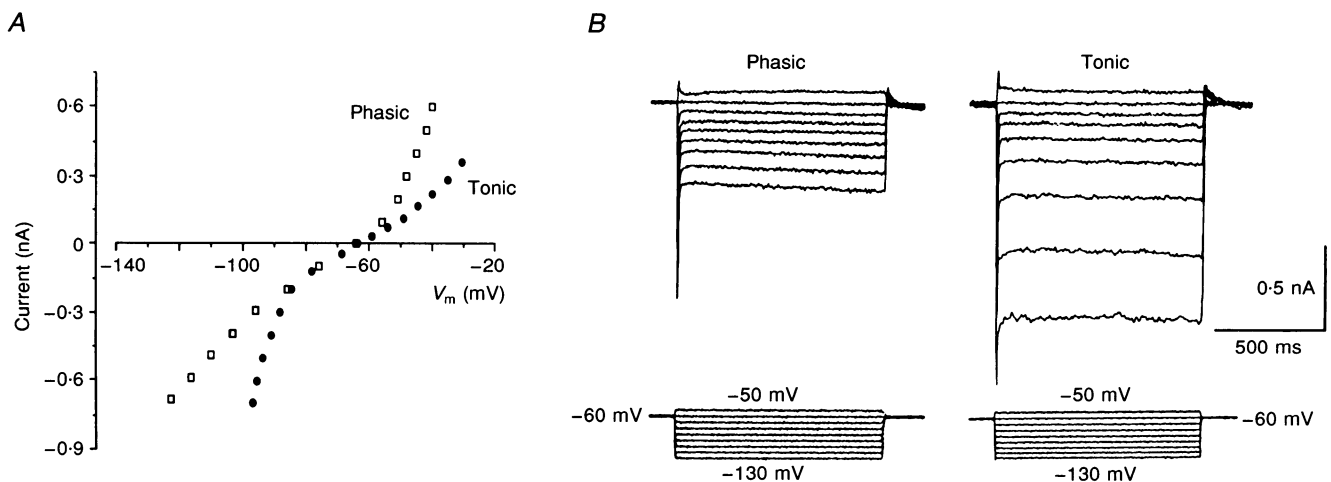 A
Current (nA)
0·6
0·3
0
−0·3
−0·6
−0·9
−140
−100
−60
−20
Vm (mV)
Phasic
Tonic
B
Phasic
Tonic
0·5 nA
500 ms
−50 mV
−60 mV
−130 mV
−50 mV
−60 mV
−130 mV